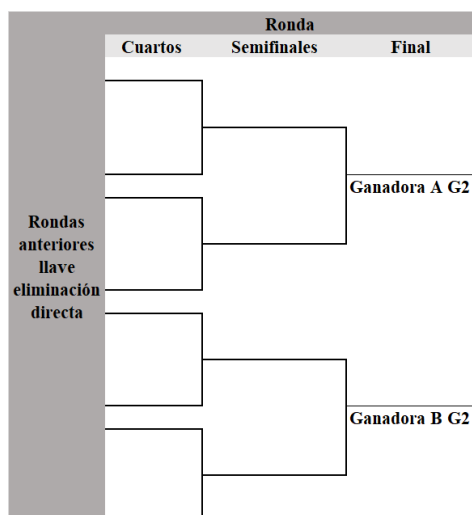 Ronda
Cuartos Semifinales Final
Ganadora A G2
Rondas
anteriores
llave
eliminación
directa
Ganadora B G2